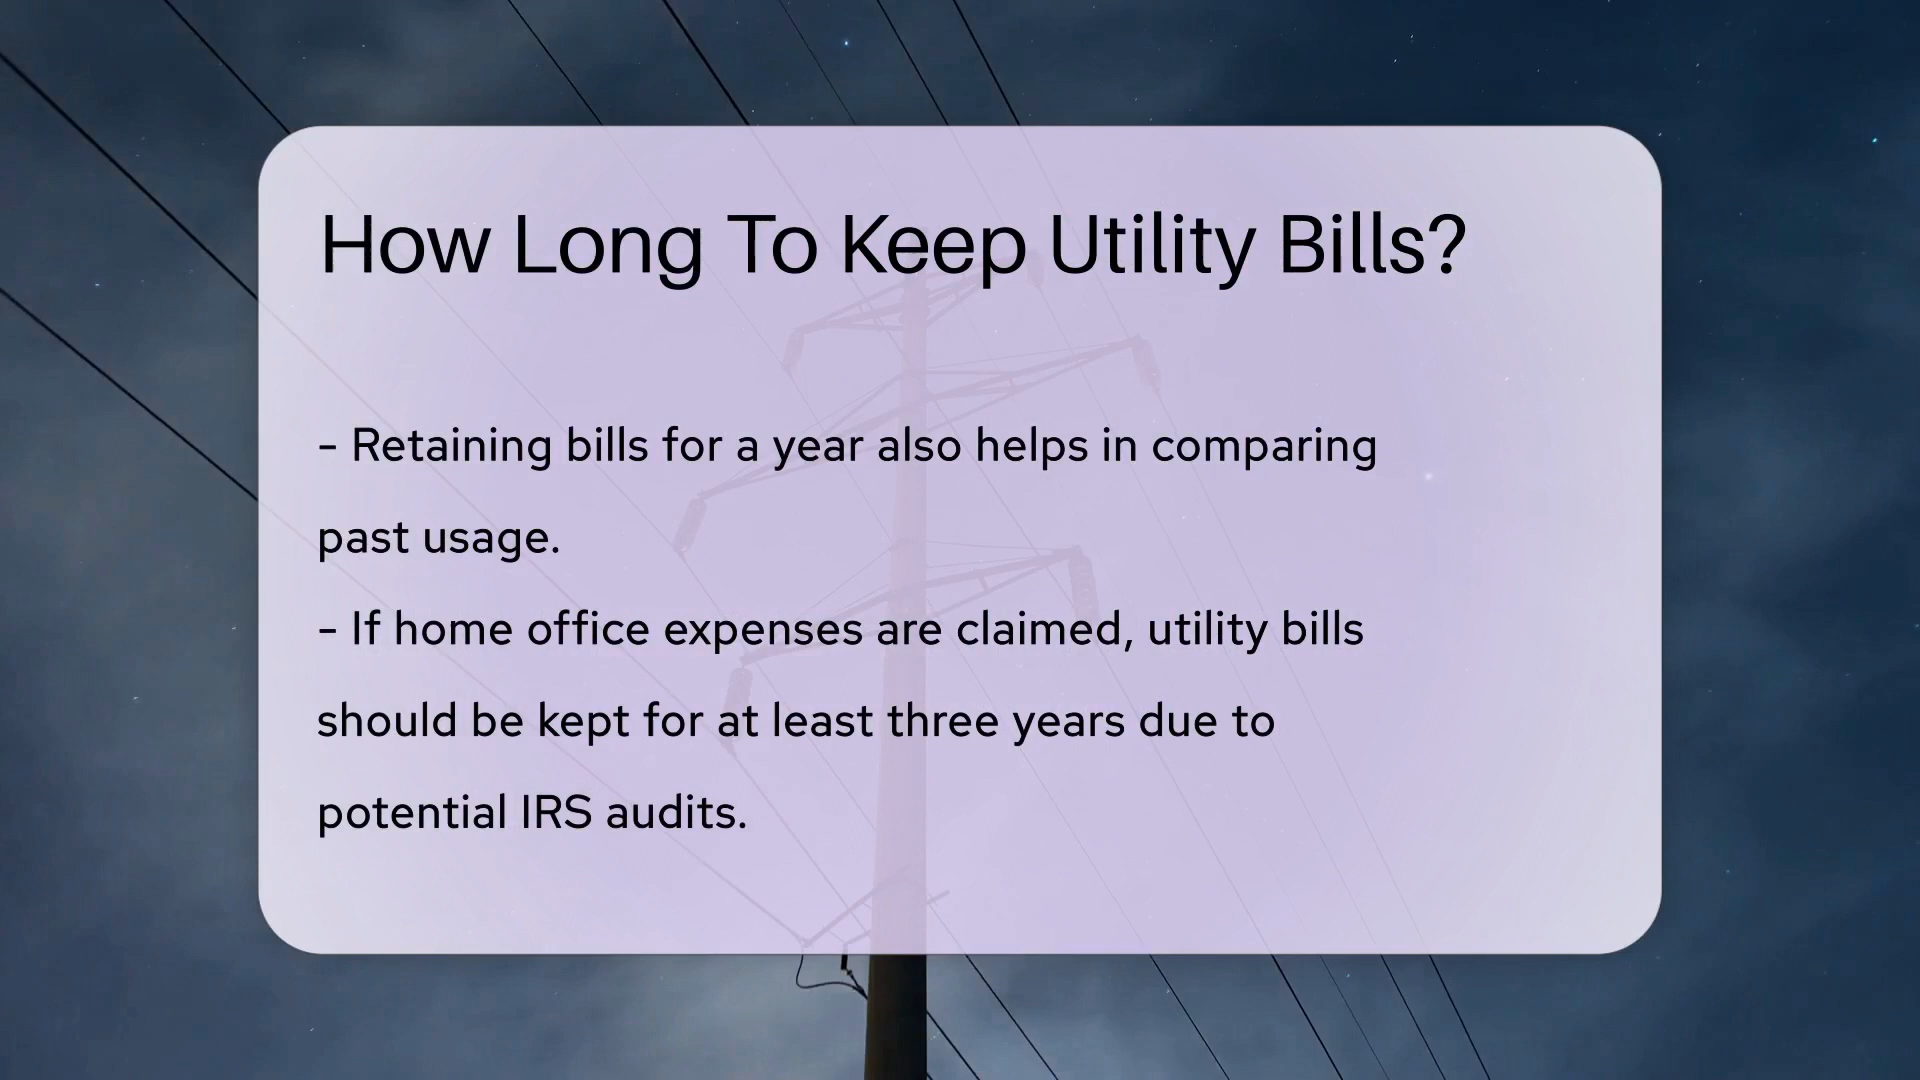 How Long To Keep Utility Bills?
- Retaining bills for a year also helps in comparing
past usage.
- If home office expenses are claimed, utility bills
should be kept for at least three years due to
potential IRS audits.